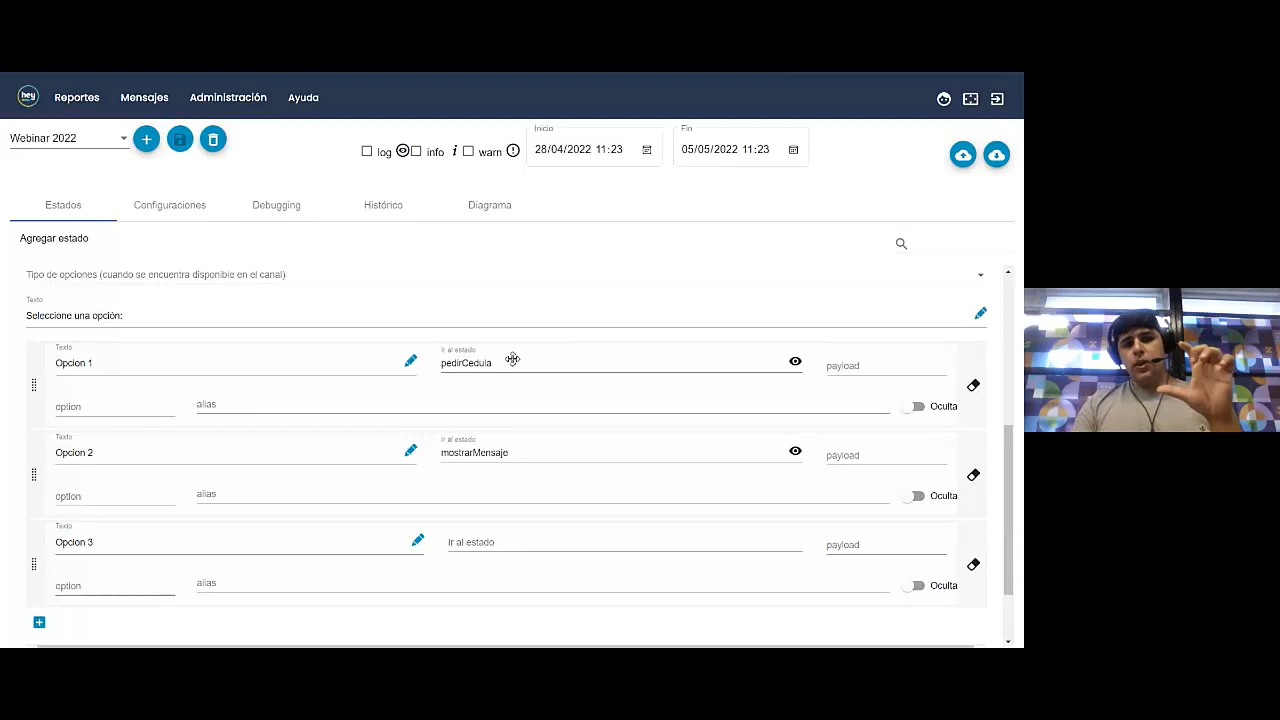 hey
Reportes
Mensajes
Administración
Ayuda
Webinar 2022
log
info
warn
Inicio
28/04/2022 11:23
Fin
05/05/2022 11:23
Estados
Configuraciones
Debugging
Histórico
Diagrama
Agregar estado
Tipo de opciones (cuando se encuentra disponible en el canal)
Texto
Seleccione una opción:
Texto
Opcion 1
Ir al estado
pedirCedula
payload
option
alias
Oculta
Texto
Opcion 2
Ir al estado
mostrarMensaje
payload
option
alias
Oculta
Texto
Opcion 3
Ir al estado
payload
option
alias
Oculta